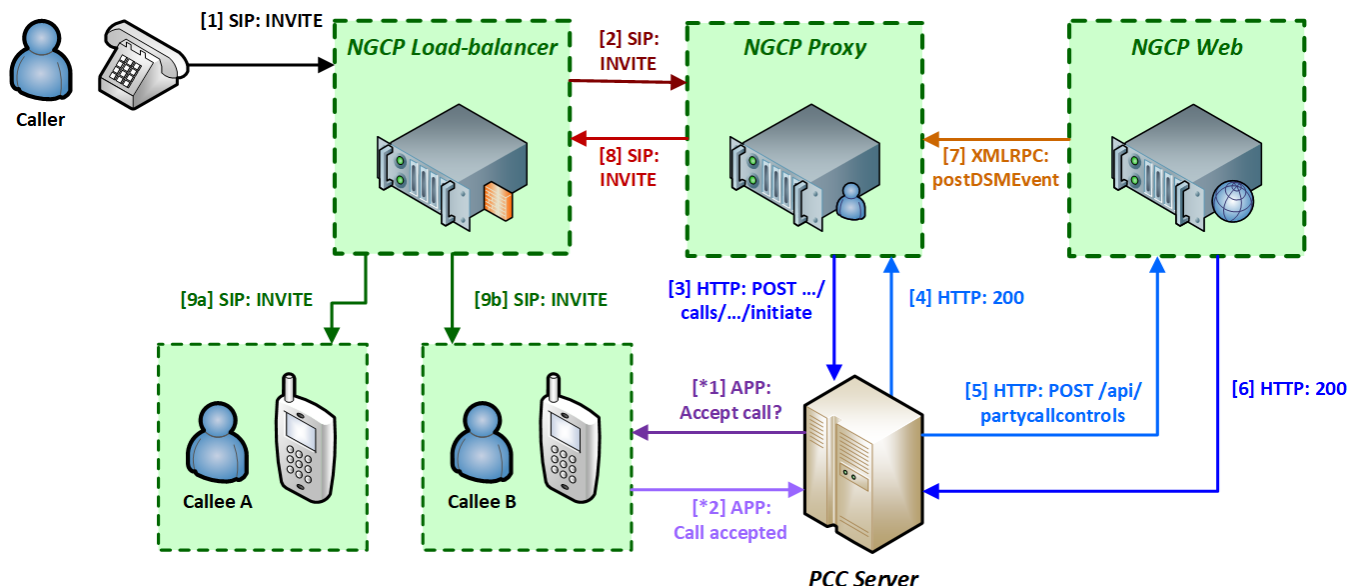 [1] SIP: INVITE
Caller
NGCP Load-balancer
[2] SIP:
INVITE
[8] SIP:
INVITE
NGCP Proxy
NGCP Web
[7] XMLRPC:
postDSMEvent
[9a] SIP: INVITE
[9b] SIP: INVITE
[3] HTTP: POST .../
calls/.../initiate
[4] HTTP: 200
[5] HTTP: POST /api/
partycallcontrols
[6] HTTP: 200
[*1] APP:
Accept call?
[*2] APP:
Call accepted
Callee A
Callee B
PCC Server